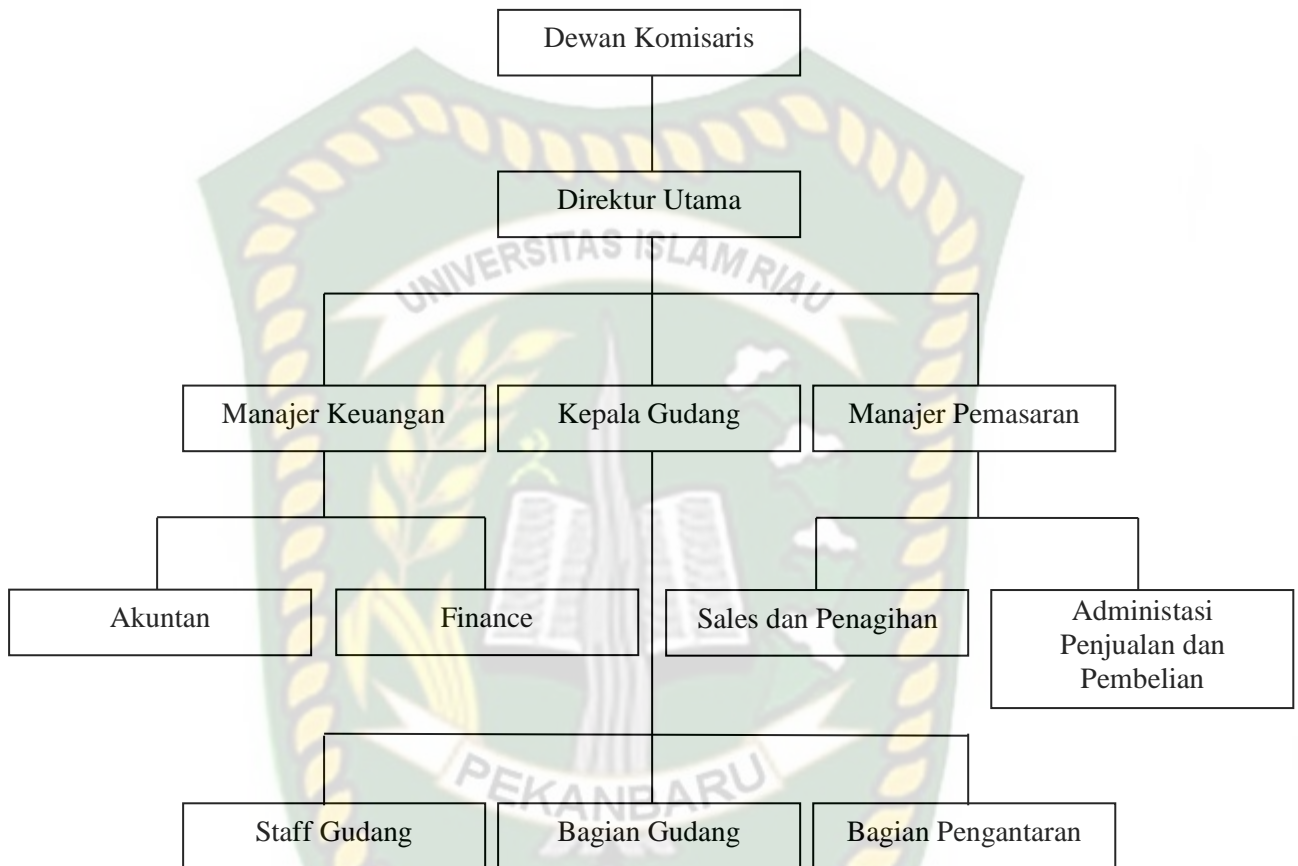 Dewan Komisaris
Direktur Utama
UNIVERSITAS ISLAM RIAU
Manajer Keuangan
Kepala Gudang
Manajer Pemasaran
Akuntan
Finance
Sales dan Penagihan
Administasi
Penjualan dan
Pembelian
PEKANBARU
Staff Gudang
Bagian Gudang
Bagian Pengantaran